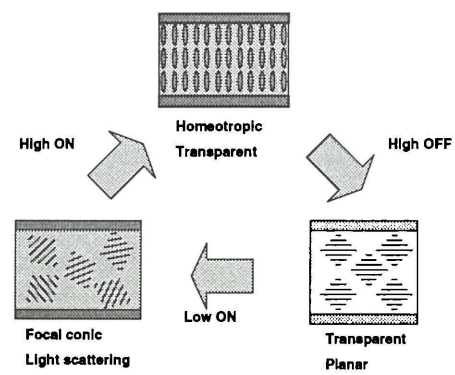 Homeotropic
Transparent
High ON
High OFF
Low ON
Focal conic
Light scattering
Transparent
Planar